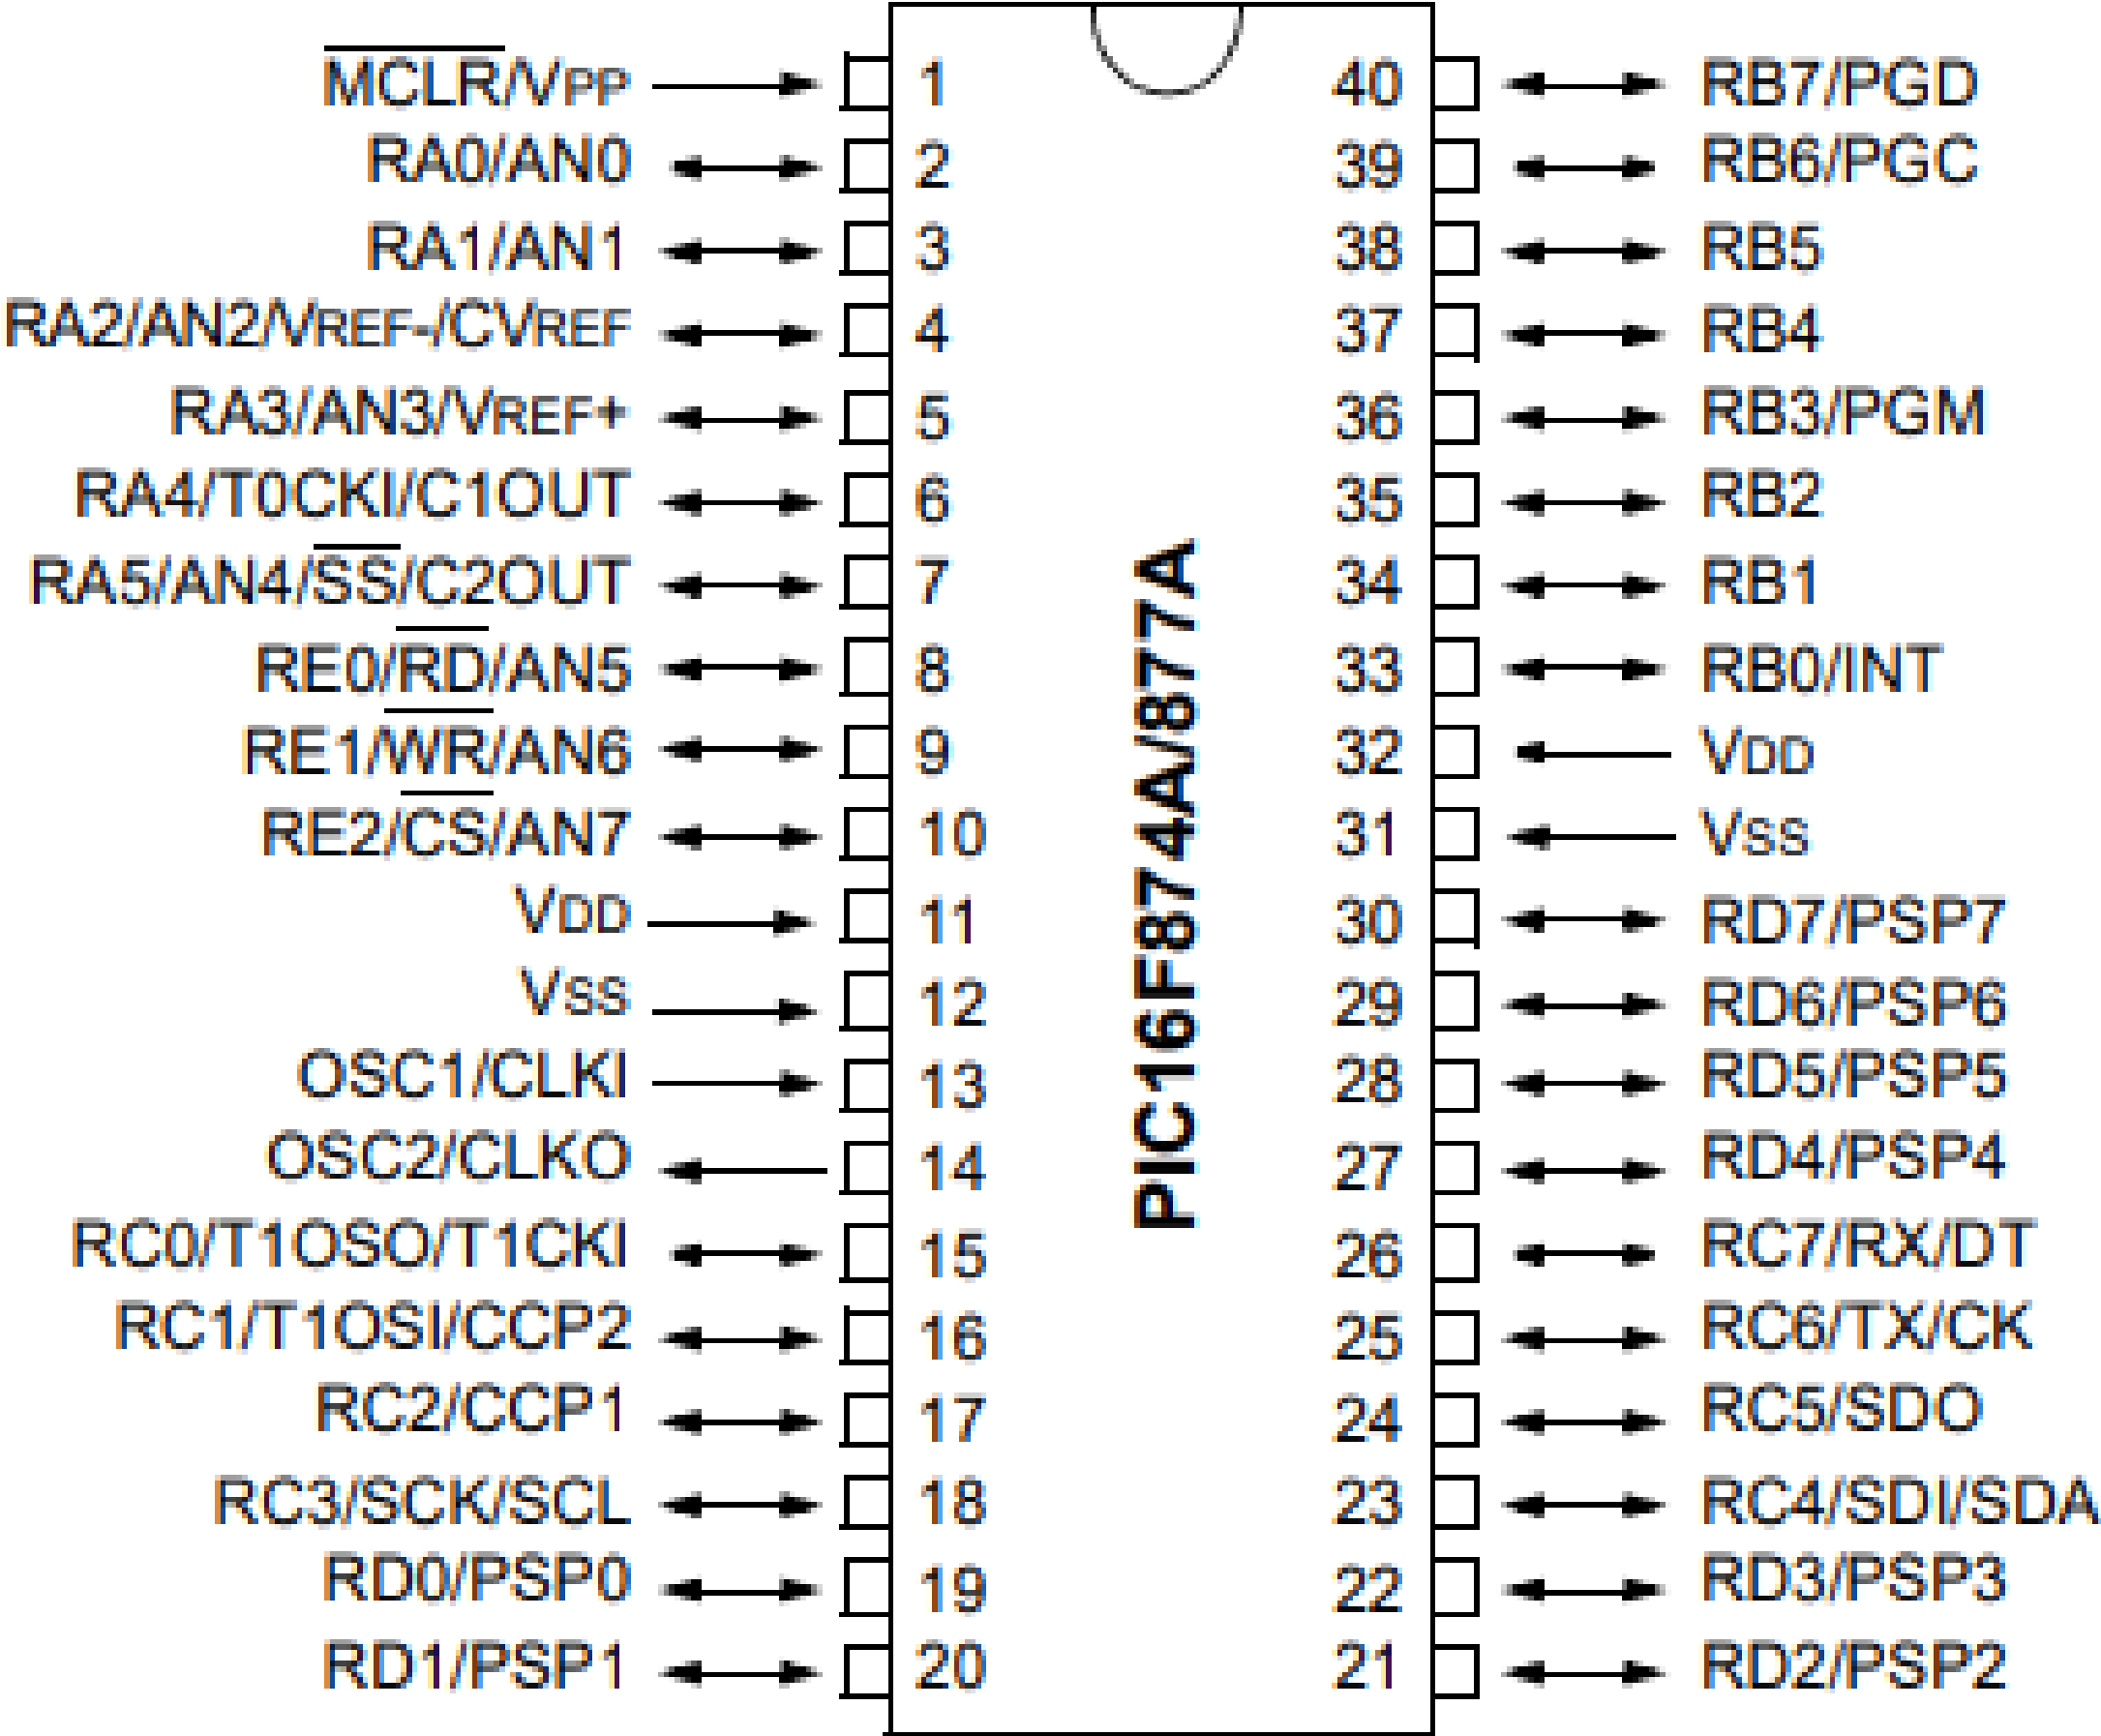 MCLR/VPP 1 40 RB7/PGD
RA0/AN0 2 39 RB6/PGC
RA1/AN1 3 38 RB5
RA2/AN2/VREF-/CVREF 4 37 RB4
RA3/AN3/VREF+ 5 36 RB3/PGM
RA4/T0CKI/C1OUT 6 35 RB2
RA5/AN4/SS/C2OUT 7 34 RB1
RE0/RD/AN5 8 33 RB0/INT
RE1/WR/AN6 9 32 VDD
RE2/CS/AN7 10 31 VSS
VDD 11 30 RD7/PSP7
VSS 12 29 RD6/PSP6
OSC1/CLKI 13 28 RD5/PSP5
OSC2/CLKO 14 27 RD4/PSP4
RC0/T1OSO/T1CKI 15 26 RC7/RX/DT
RC1/T1OSI/CCP2 16 25 RC6/TX/CK
RC2/CCP1 17 24 RC5/SDO
RC3/SCK/SCL 18 23 RC4/SDI/SDA
RD0/PSP0 19 22 RD3/PSP3
RD1/PSP1 20 21 RD2/PSP2
PIC16F874A/877A